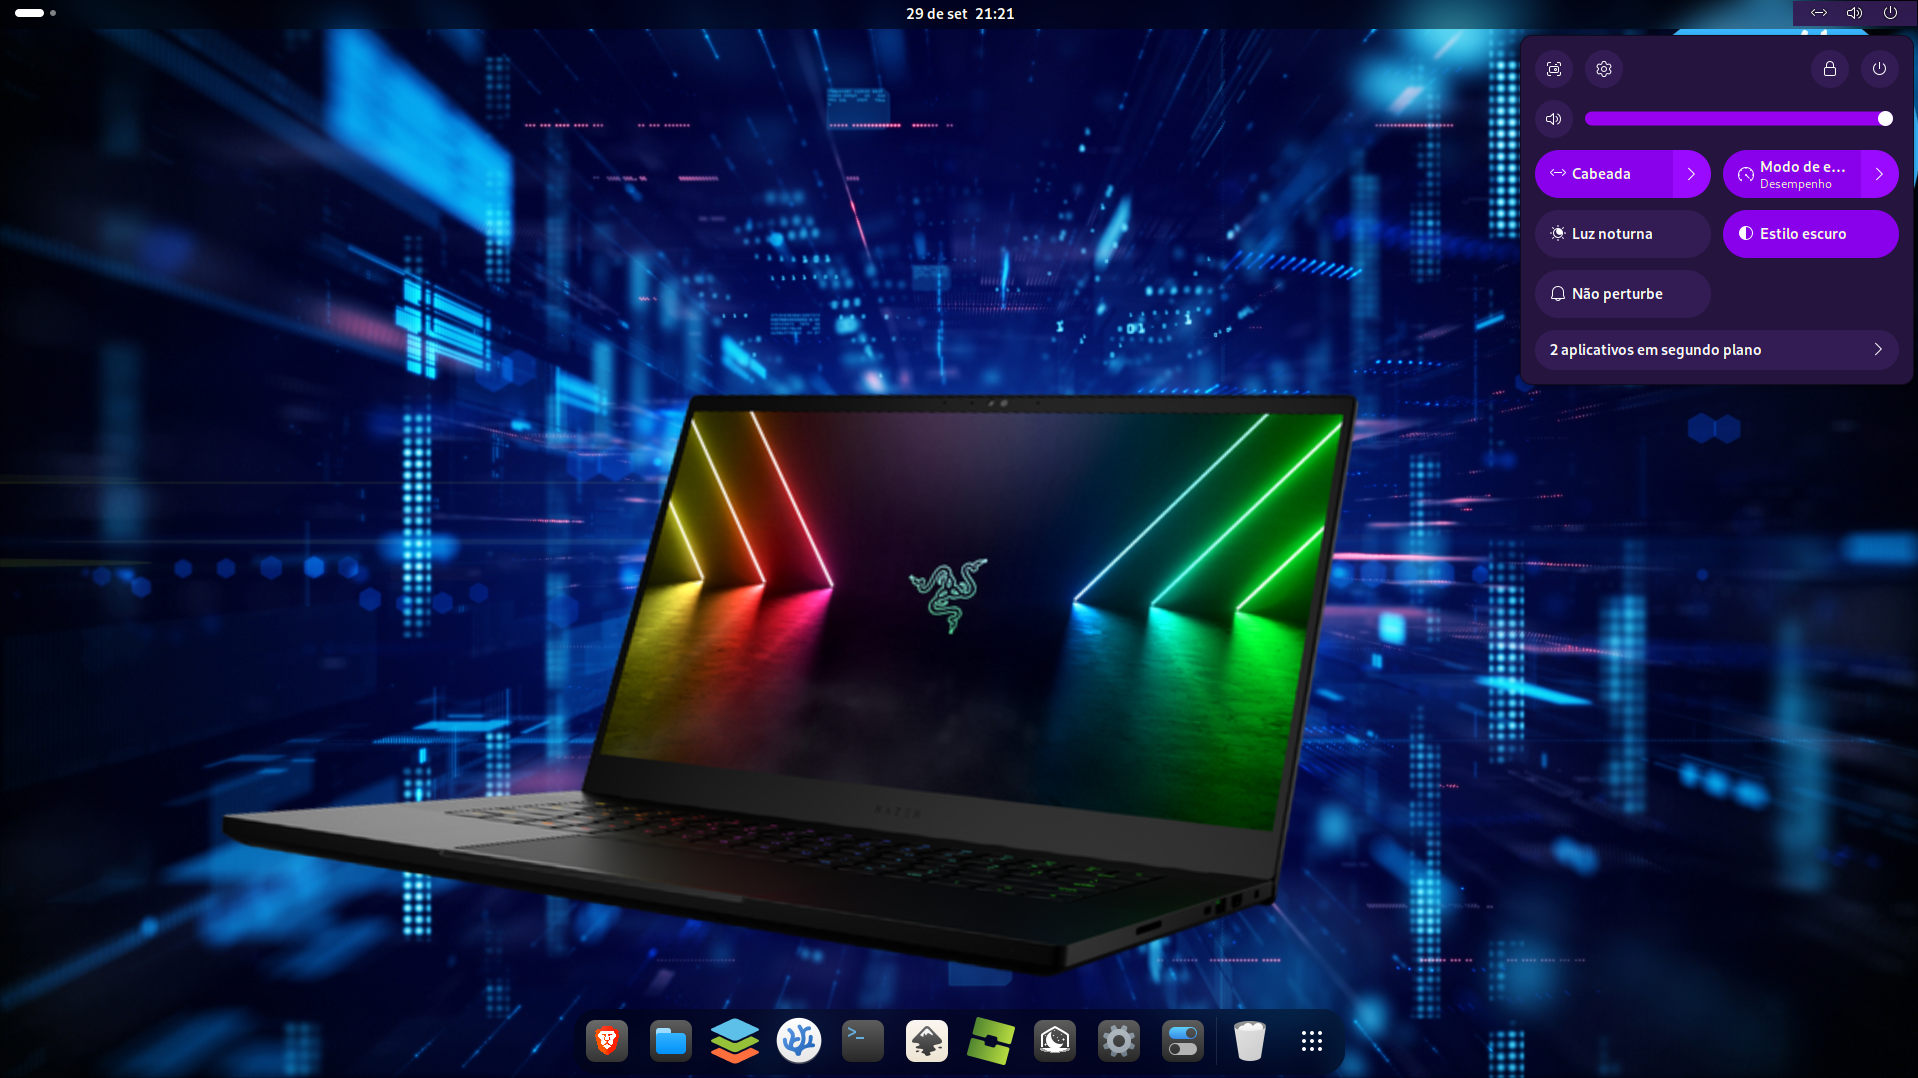 29 de set 21:21
Cabeada
Modo de e...
Desempenho
Luz noturna
Estilo escuro
Não perturbe
2 aplicativos em segundo plano
RAZER